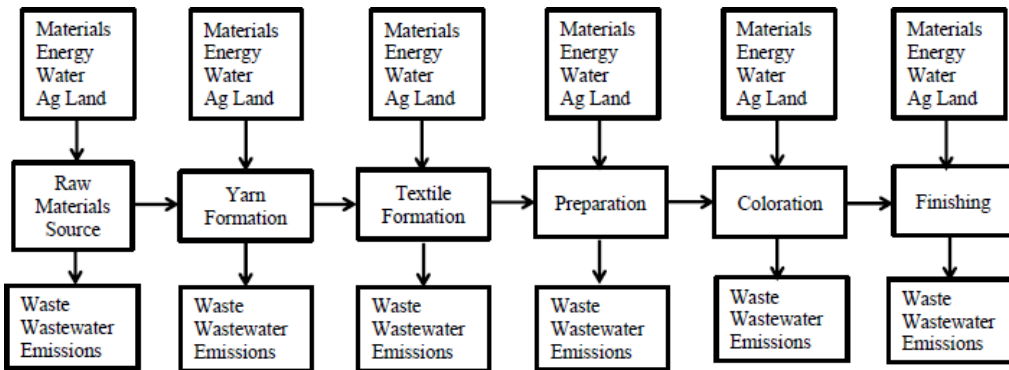 Materials
Energy
Water
Ag Land
Materials
Energy
Water
Ag Land
Materials
Energy
Water
Ag Land
Materials
Energy
Water
Ag Land
Materials
Energy
Water
Ag Land
Materials
Energy
Water
Ag Land
Raw
Materials
Source
Yarn
Formation
Textile
Formation
Preparation
Coloration
Finishing
Waste
Wastewater
Emissions
Waste
Wastewater
Emissions
Waste
Wastewater
Emissions
Waste
Wastewater
Emissions
Waste
Wastewater
Emissions
Waste
Wastewater
Emissions